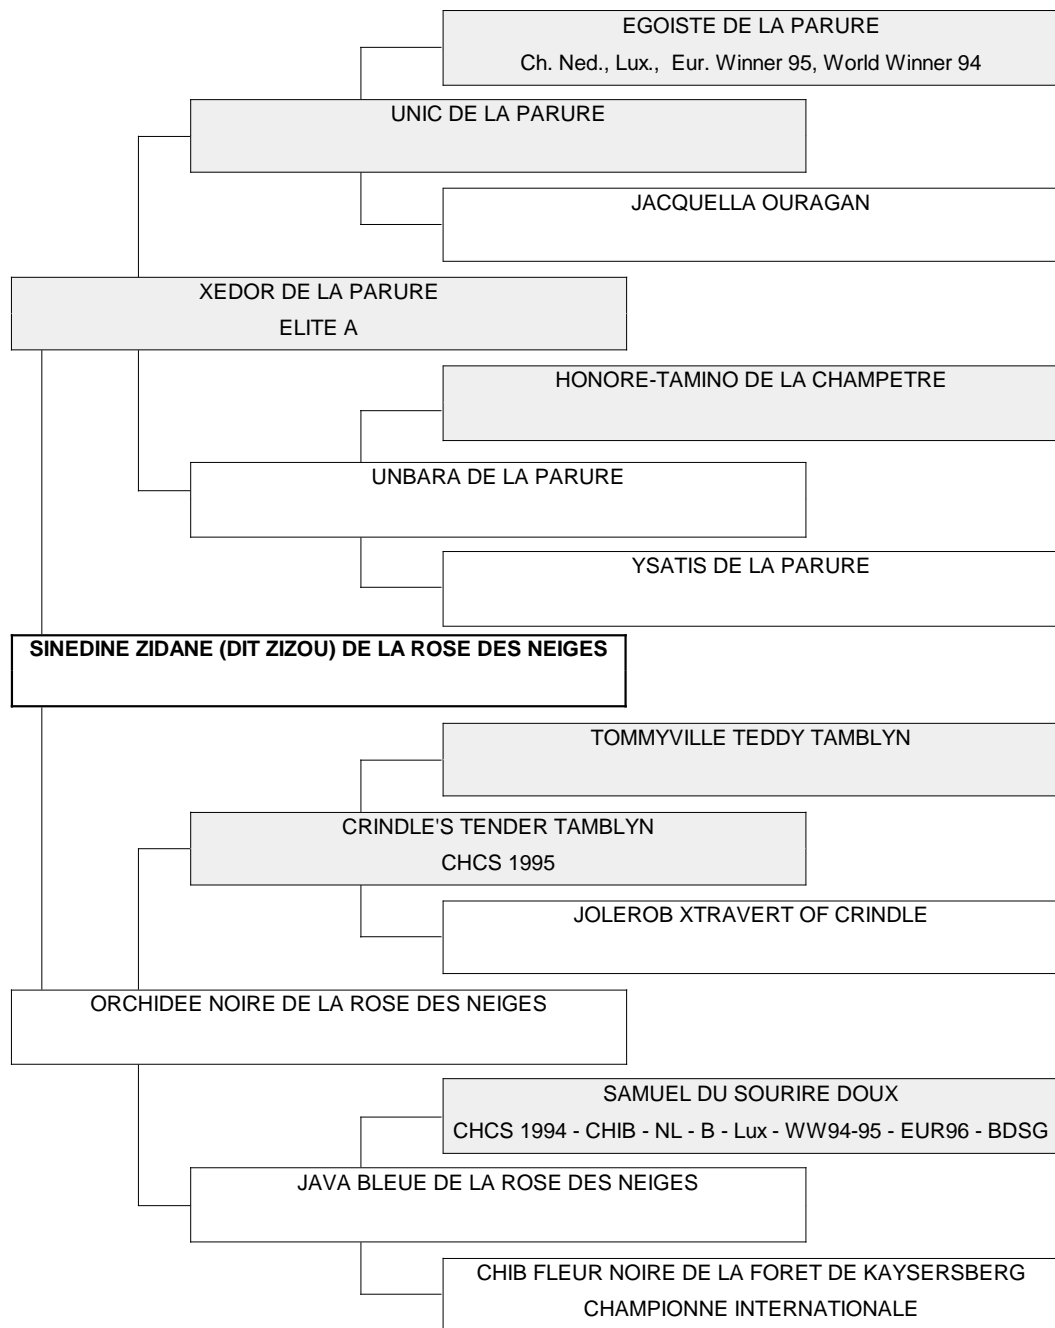 EGOISTE DE LA PARURE
Ch. Ned., Lux., Eur. Winner 95, World Winner 94
UNIC DE LA PARURE
JACQUELLA OURAGAN
XEDOR DE LA PARURE
ELITE A
HONORE-TAMINO DE LA CHAMPETRE
UNBARA DE LA PARURE
YSATIS DE LA PARURE
SINEDINE ZIDANE (DIT ZIZOU) DE LA ROSE DES NEIGES
TOMMYVILLE TEDDY TAMBLYN
CRINDLE'S TENDER TAMBLYN
CHCS 1995
JOLEROB XTRAVERT OF CRINDLE
ORCHIDEE NOIRE DE LA ROSE DES NEIGES
SAMUEL DU SOURIRE DOUX
CHCS 1994 - CHIB - NL - B - Lux - WW94-95 - EUR96 - BDSG
JAVA BLEUE DE LA ROSE DES NEIGES
CHIB FLEUR NOIRE DE LA FORET DE KAYSERSBERG
CHAMPIONNE INTERNATIONALE